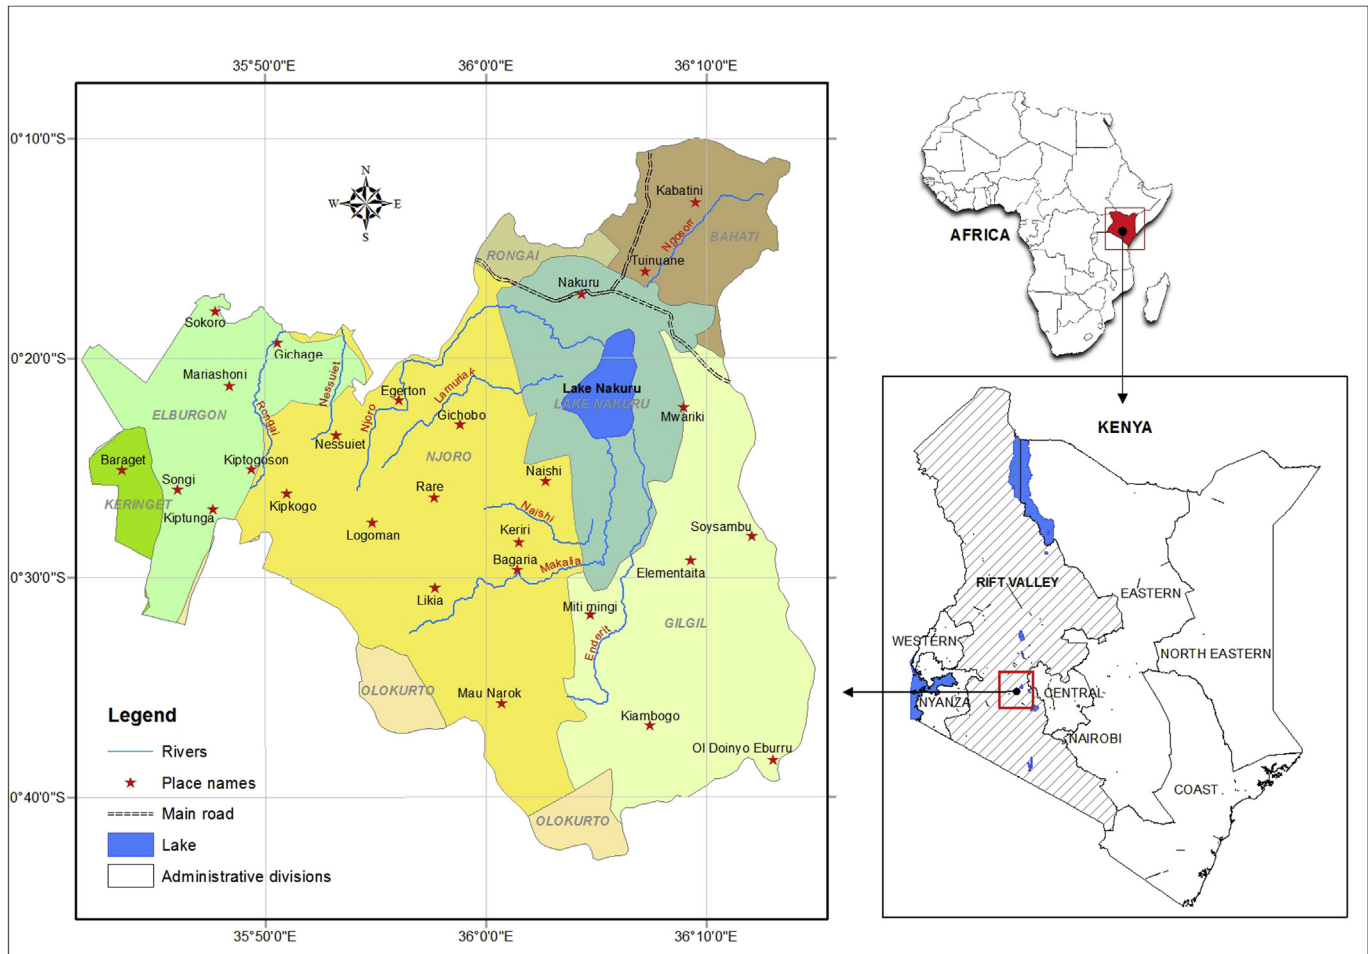 35°50'0"E
36°0'0"E
36°10'0"E
0°10'0"S
0°20'0"S
0°30'0"S
0°40'0"S
35°50'0"E
36°0'0"E
36°10'0"E
N
W
E
S
Kabatini
Ngosorr
BAHATI
RONGAI
Tuinuane
Nakuru
Sokoro
Gichage
Mariashoni
Nessuiet
Egerton
Lamuriak
Lake Nakuru
LAKE NAKURU
ELBURGON
Rongai
Njoro
Gichobo
Mwariki
Nessuiet
Baraget
Kiptogoson
NJORO
Naishi
Songi
Rare
KERINGET
Kipkogo
Kiptunga
Naishi
Logoman
Keriri
Soysambu
Bagaria
Makalia
Elementaita
Likia
Miti mingi
GILGIL
Enderit
OLOKURTO
Mau Narok
Kiambogo
Ol Doinyo Eburru
OLOKURTO
Legend
Rivers
Place names
Main road
Lake
Administrative divisions
AFRICA
KENYA
RIFT VALLEY
EASTERN
WESTERN
NORTH EASTERN
NYANZA
CENTRAL
NAIROBI
COAST